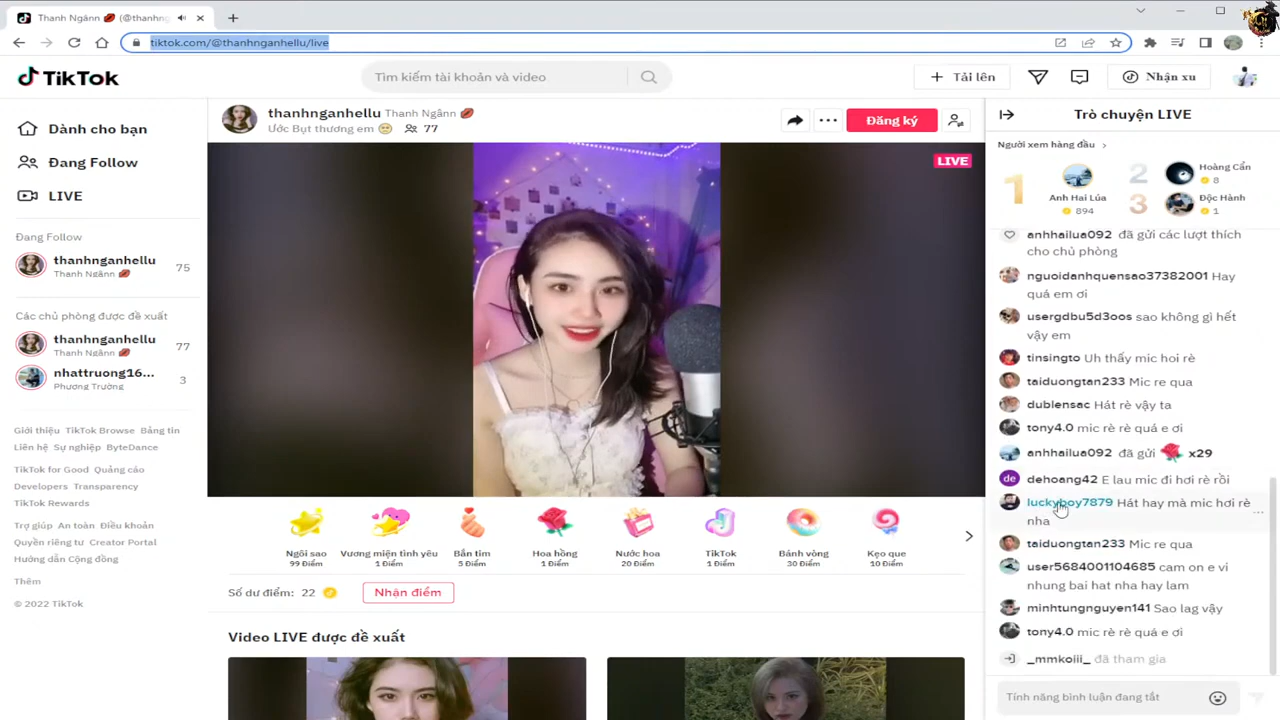 Thanh Ngânn 💋 (@thanhng
tiktok.com/@thanhnganhellu/live
TikTok
Tìm kiếm tài khoản và video
Tải lên
Nhận xu
Dành cho bạn
Đang Follow
LIVE
Đang Follow
thanhnganhellu
Thanh Ngânn 💋
75
Các chủ phòng được đề xuất
thanhnganhellu
Thanh Ngânn 💋
77
nhattruong16...
Phương Trường
3
Giới thiệu TikTok Browse Bảng tin
Liên hệ Sự nghiệp ByteDance
TikTok for Good Quảng cáo
Developers Transparency
TikTok Rewards
Trợ giúp An toàn Điều khoản
Quyền riêng tư Creator Portal
Hướng dẫn Cộng đồng
Thêm
© 2022 TikTok
thanhnganhellu Thanh Ngânn 💋
Ước Bụt thương em 🥺 77
Đăng ký
LIVE
Ngôi sao
99 Điểm
Vương miện tình yêu
1 Điểm
Bắn tim
5 Điểm
Hoa hồng
1 Điểm
Nước hoa
20 Điểm
TikTok
1 Điểm
Bánh vòng
30 Điểm
Kẹo que
10 Điểm
Số dư điểm: 22
Nhận điểm
Video LIVE được đề xuất
Trò chuyện LIVE
Người xem hàng đầu
1
Anh Hai Lúa
894
2
Hoàng Cần
8
3
Độc Hành
1
anhhailua092 đã gửi các lượt thích
cho chủ phòng
nguoidanhquensao37382001 Hay
quá em ơi
usergdbu5d3oos sao không gì hết
vậy em
tinsingto Uh thấy mic hoi rè
taiduongtan233 Mic re qua
dublensac Hát rè vậy ta
tony4.0 mic rè rè quá e ơi
anhhailua092 đã gửi 🌹 x29
de
dehoang42 E lau mic đi hơi rè rồi
luckyboy7879 Hát hay mà mic hơi rè
nha
taiduongtan233 Mic re qua
user5684001104685 cam on e vi
nhung bai hat nha hay lam
minhtungnguyen141 Sao lag vậy
tony4.0 mic rè rè quá e ơi
_mmkoiii_ đã tham gia
Tính năng bình luận đang tắt